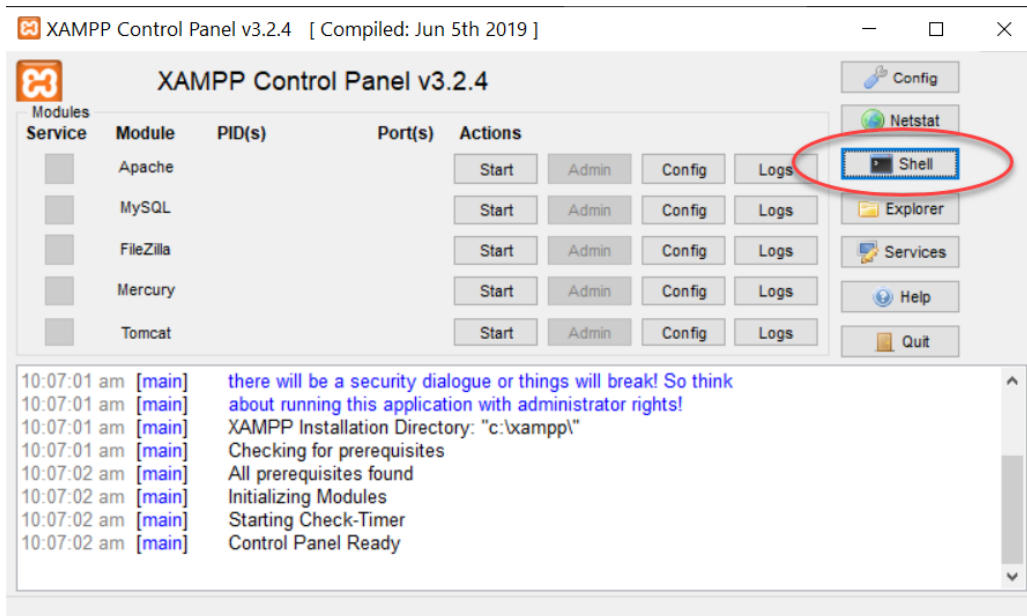 XAMPP Control Panel v3.2.4 [ Compiled: Jun 5th 2019 ]
XAMPP Control Panel v3.2.4
Config
Modules
Service Module PID(s) Port(s) Actions
Netstat
Apache Start Admin Config Logs
Shell
MySQL Start Admin Config Logs
Explorer
FileZilla Start Admin Config Logs
Services
Mercury Start Admin Config Logs
Help
Tomcat Start Admin Config Logs
Quit
10:07:01 am [main] there will be a security dialogue or things will break! So think
10:07:01 am [main] about running this application with administrator rights!
10:07:01 am [main] XAMPP Installation Directory: "c:\xampp\"
10:07:01 am [main] Checking for prerequisites
10:07:02 am [main] All prerequisites found
10:07:02 am [main] Initializing Modules
10:07:02 am [main] Starting Check-Timer
10:07:02 am [main] Control Panel Ready